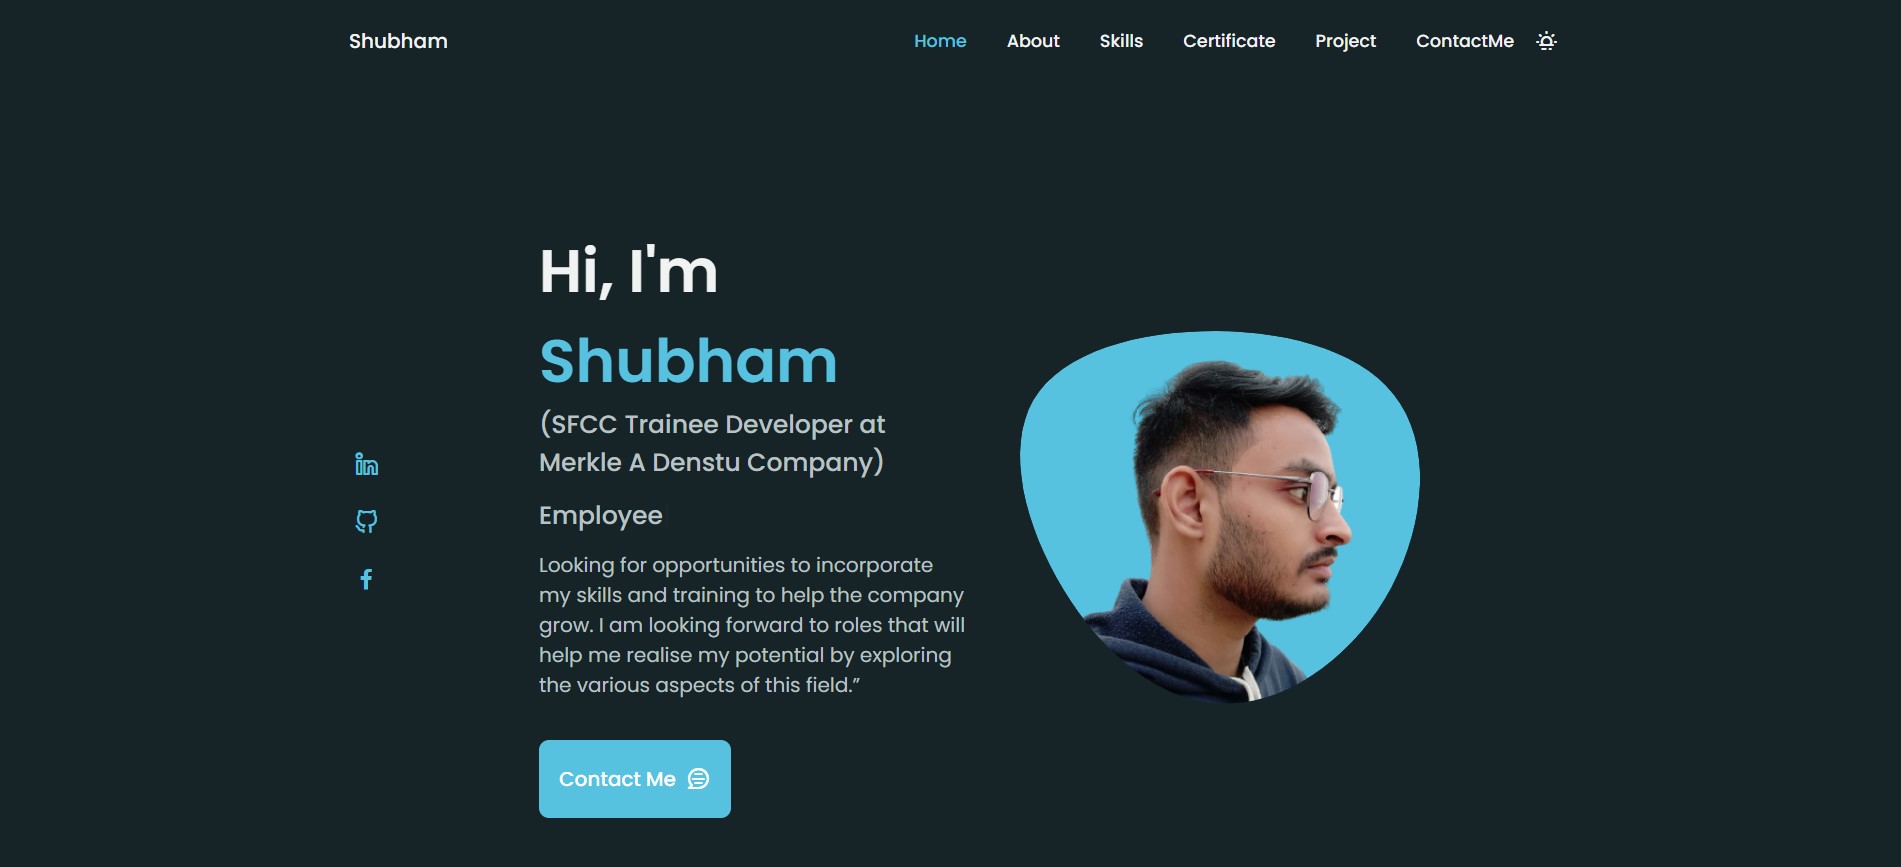 Shubham
Home About Skills Certificate Project ContactMe
Hi, I'm
Shubham
(SFCC Trainee Developer at
Merkle A Denstu Company)
Employee
Looking for opportunities to incorporate
my skills and training to help the company
grow. I am looking forward to roles that will
help me realise my potential by exploring
the various aspects of this field.”
Contact Me